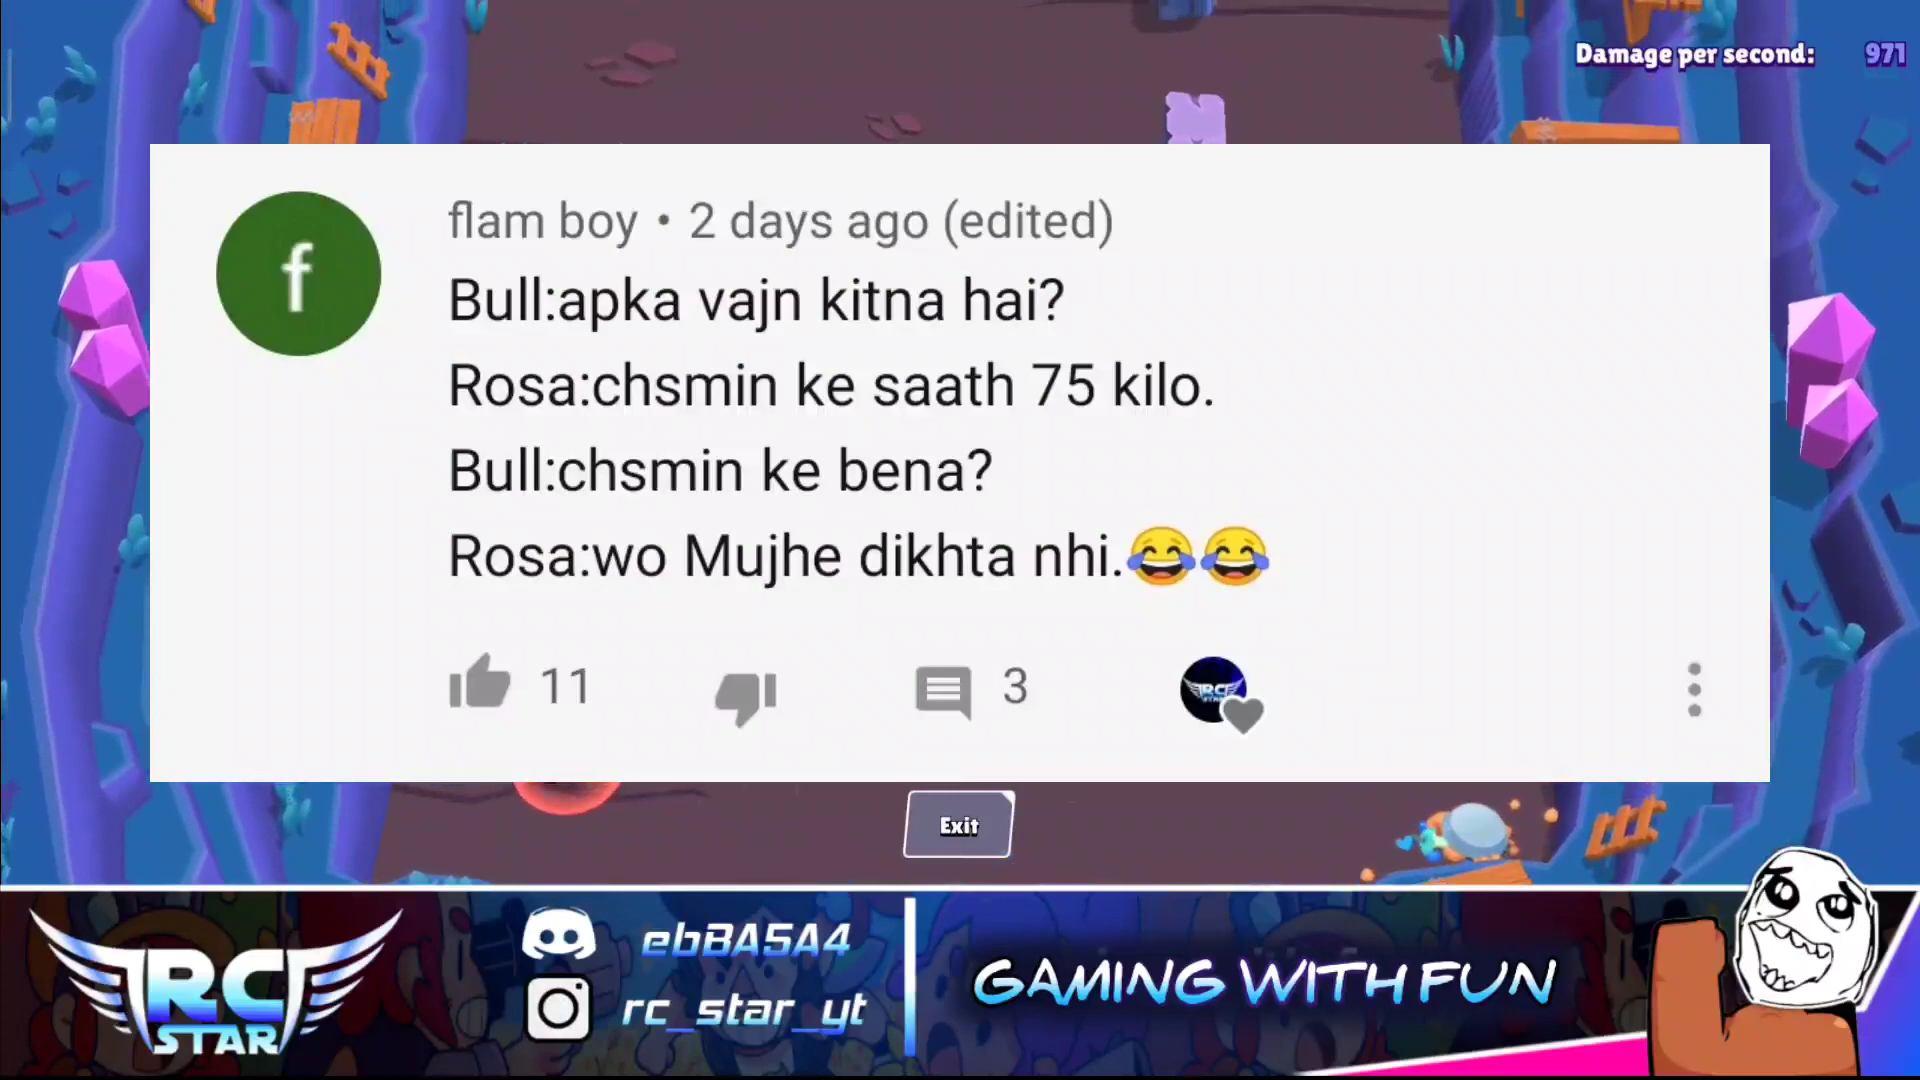 Damage per second: 971
flam boy • 2 days ago (edited)
Bull:apka vajn kitna hai?
Rosa:chsmin ke saath 75 kilo.
Bull:chsmin ke bena?
Rosa:wo Mujhe dikhta nhi.😂😂
11
3
RC STAR
Exit
RC
STAR
ebBA5A4
rc_star_yt
GAMING WITH FUN